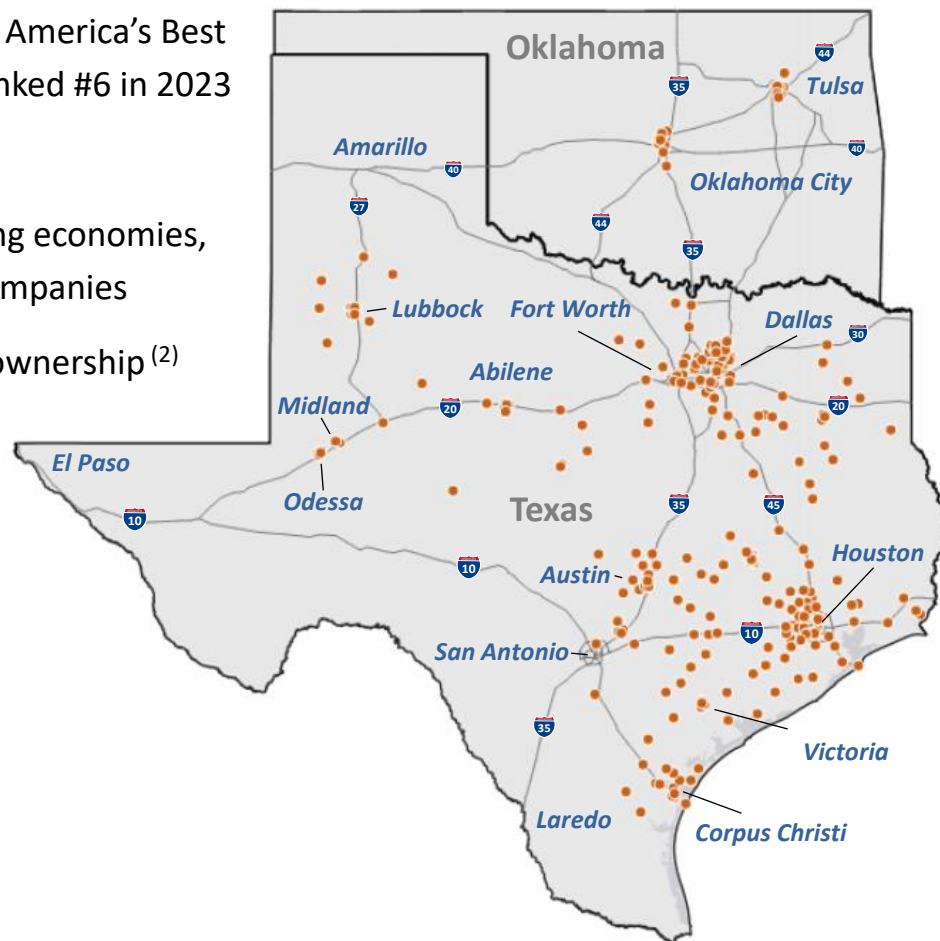 America’s Best
nked #6 in 2023
ng economies,
ompanies
ownership (2)
Oklahoma
44
35
Tulsa
Amarillo
40
40
Oklahoma City
27
44
35
Lubbock
Fort Worth
Dallas
30
Abilene
20
20
Midland
El Paso
Odessa
10
Texas
35
45
10
Austin
Houston
10
San Antonio
35
Victoria
Laredo
Corpus Christi